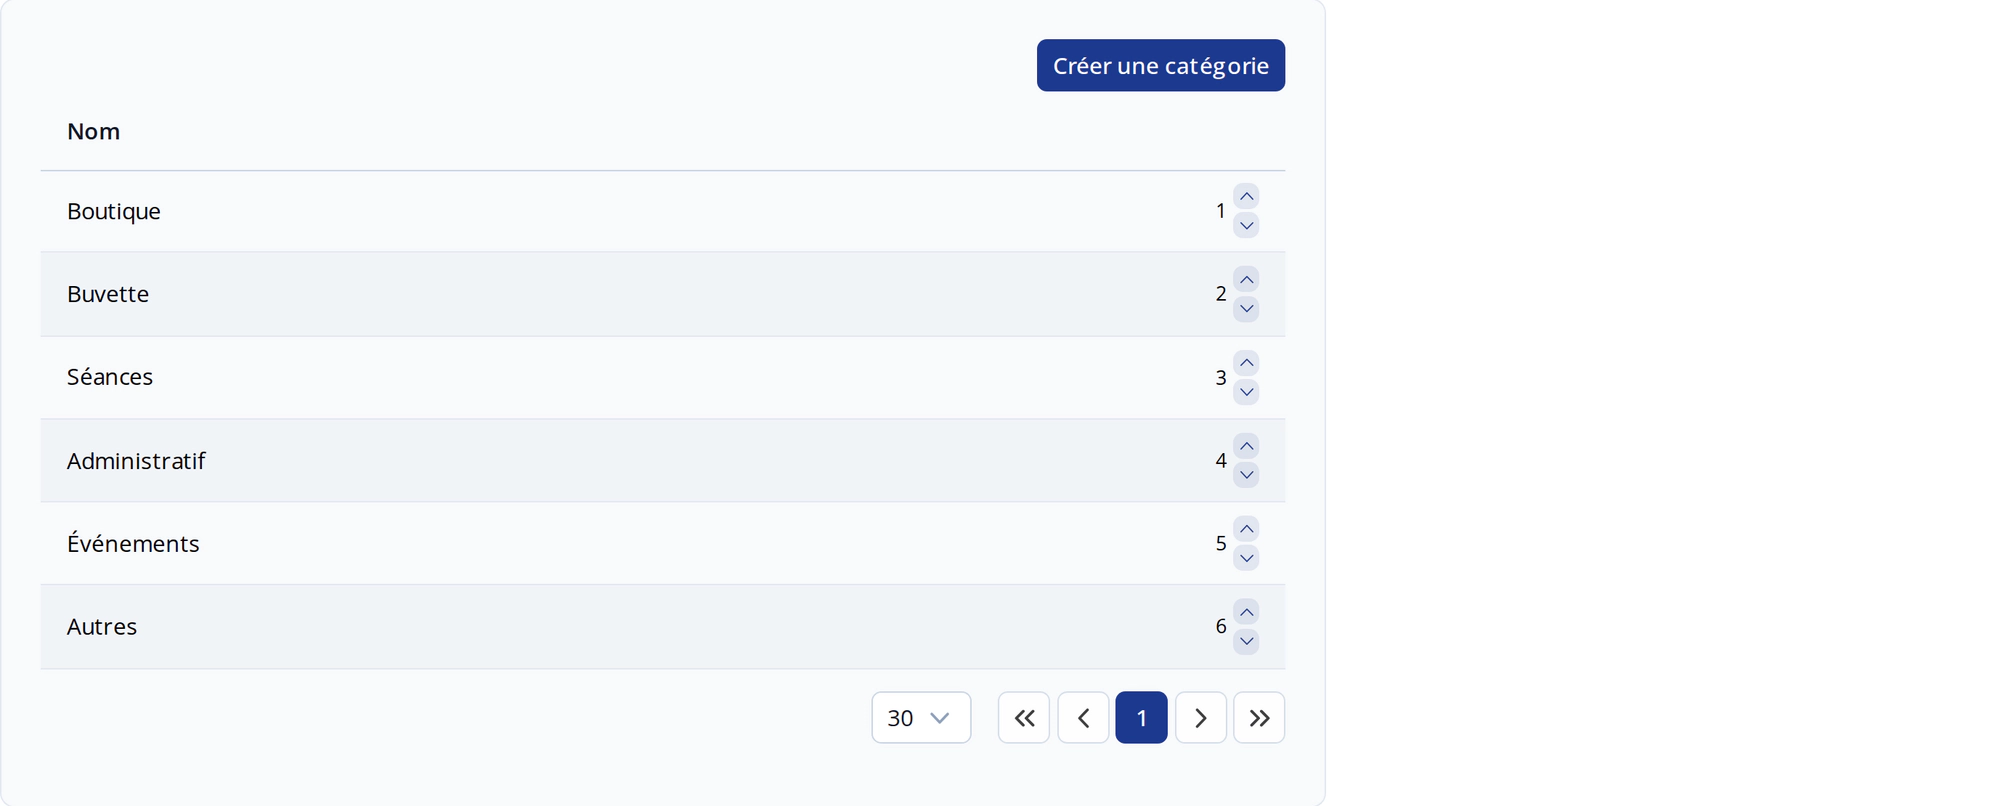 Créer une catégorie
Nom
Boutique 1
Buvette 2
Séances 3
Administratif 4
Événements 5
Autres 6
30 1